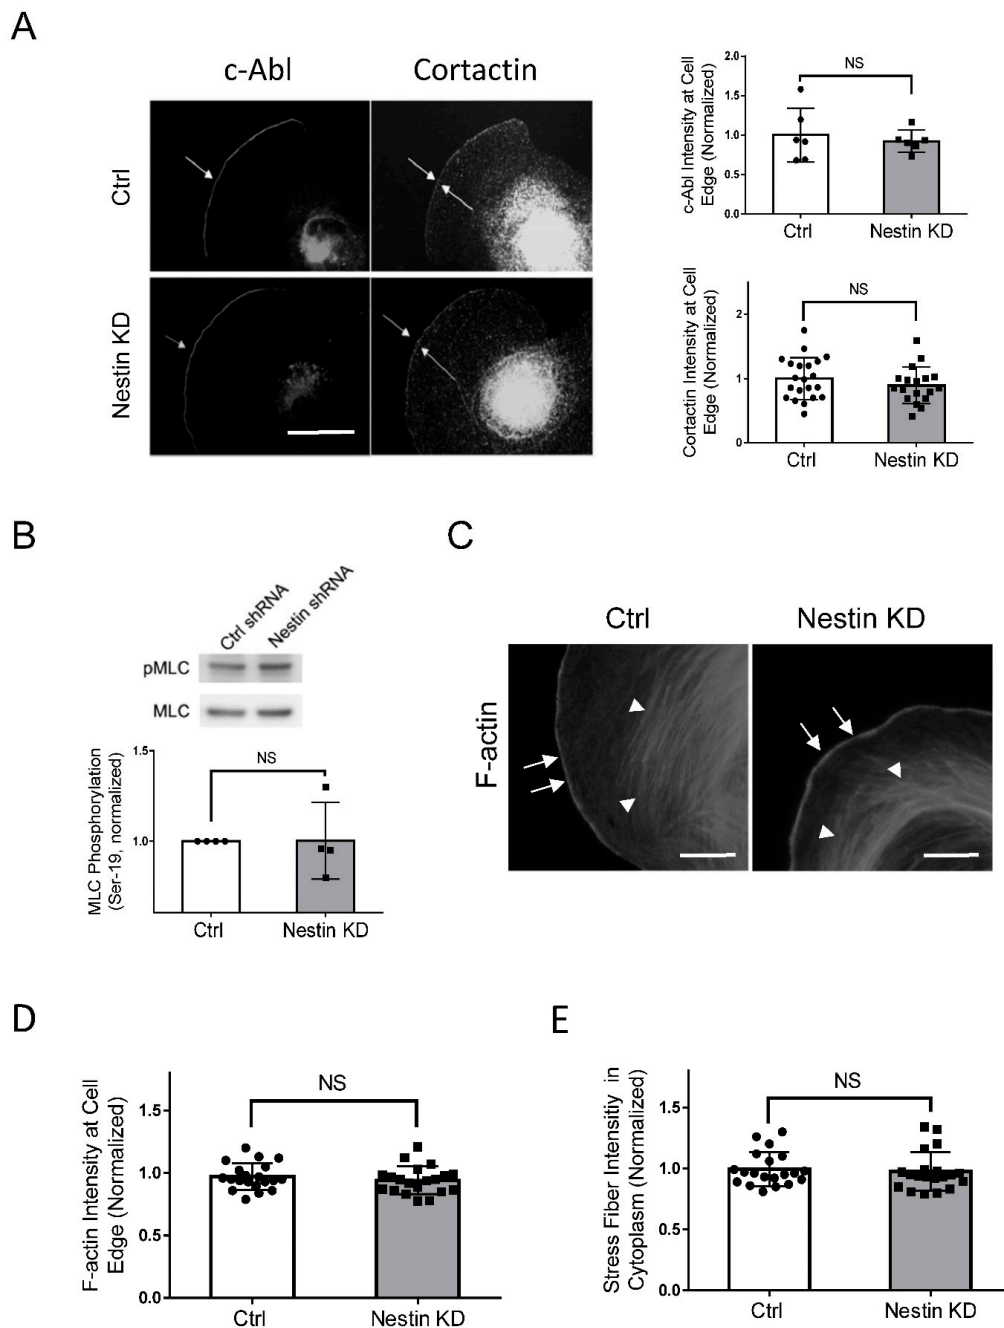 A
c-Abl
Cortactin
Ctrl
Nestin KD
c-Abl Intensity at Cell
Edge (Normalized)
2.0
1.5
1.0
0.5
0.0
NS
Ctrl
Nestin KD
Cortactin Intensity at Cell
Edge (Normalized)
2
1
0
NS
Ctrl
Nestin KD
B
Ctrl shRNA
Nestin shRNA
pMLC
MLC
MLC Phosphorylation
(Ser-19, normalized)
1.5
1.0
NS
Ctrl
Nestin KD
C
Ctrl
Nestin KD
F-actin
D
F-actin Intensity at Cell
Edge (Normalized)
1.5
1.0
0.5
0.0
NS
Ctrl
Nestin KD
E
Stress Fiber Intensitiy in
Cytoplasm (Normalized)
1.5
1.0
0.5
0.0
NS
Ctrl
Nestin KD